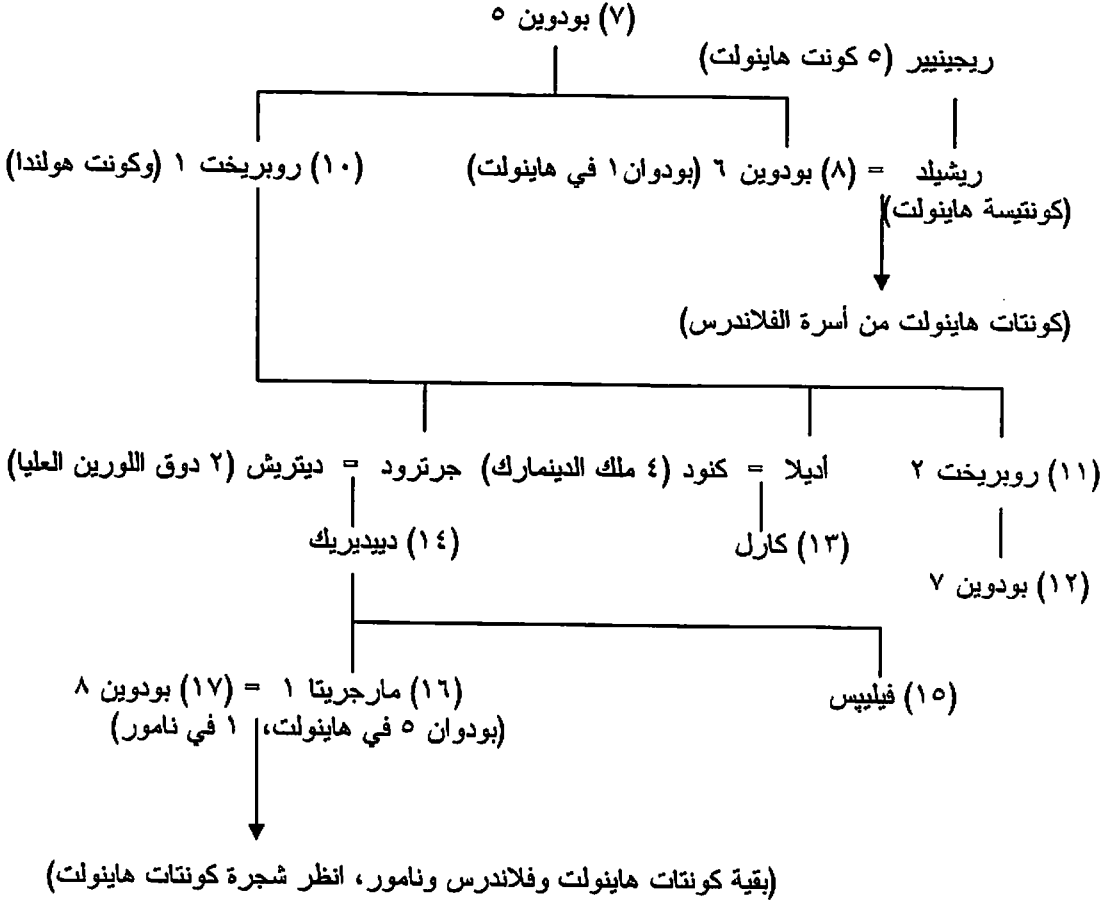 (٧) بودوين ٥
ريجينيير (٥ كونت هاينولت)
ريشيلد = (٨) بودوين ٦ (بودوان ١ في هاينولت) (١٠) روبريخت ١ (وكونت هولندا)
(كونتيسة هاينولت)
(كونتات هاينولت من أسرة الفلاندرس)
(١١) روبريخت ٢ أديلا = كنود (٤ ملك الدينمارك) جرترود = ديتريش (٢ دوق اللورين العليا)
(١٢) بودوين ٧ (١٣) كارل (١٤) دييديريك
(١٥) فيليپس (١٦) مارجريتا ١ = (١٧) بودوين ٨
(بودوان ٥ في هاينولت، ١ في نامور)
(بقية كونتات هاينولت وفلاندرس ونامور، انظر شجرة كونتات هاينولت)